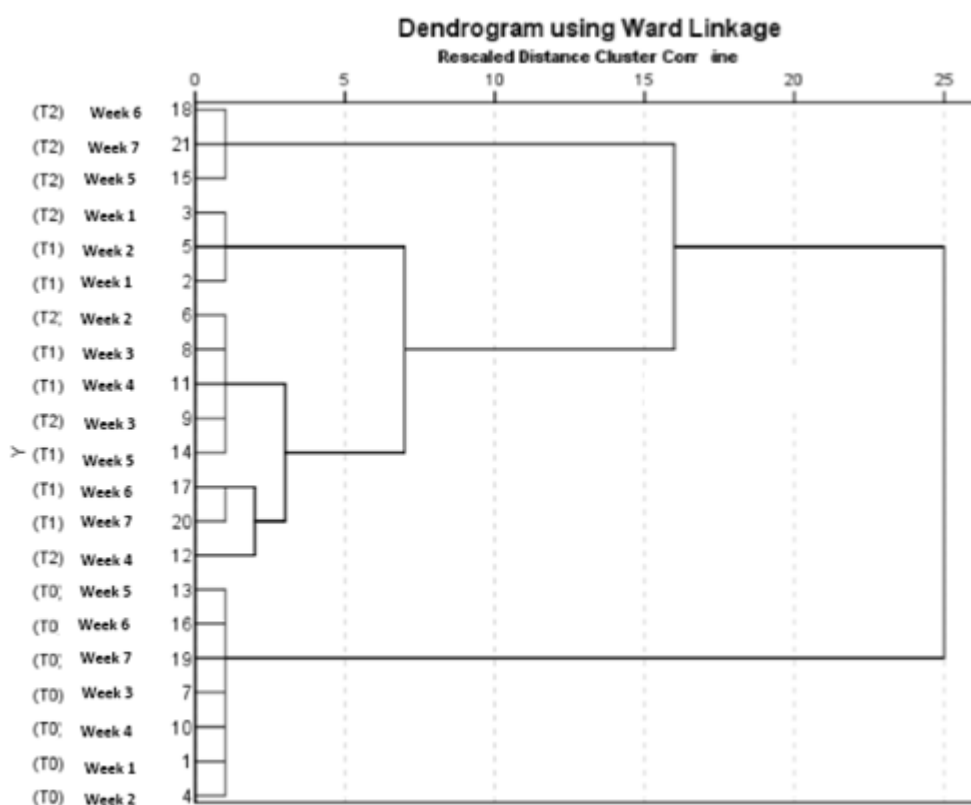 Dendrogram using Ward Linkage
Rescaled Distance Cluster Com ine
0 5 10 15 20 25
(T2) Week 6 18
(T2) Week 7 21
(T2) Week 5 15
(T2) Week 1 3
(T1) Week 2 5
(T1) Week 1 2
(T2; Week 2 6
(T1) Week 3 8
(T1) Week 4 11
(T2) Week 3 9
Y (T1) Week 5 14
(T1) Week 6 17
(T1) Week 7 20
(T2) Week 4 12
(T0; Week 5 13
(T0 Week 6 16
(T0; Week 7 19
(T0) Week 3 7
(T0; Week 4 10
(T0) Week 1 1
(T0) Week 2 4